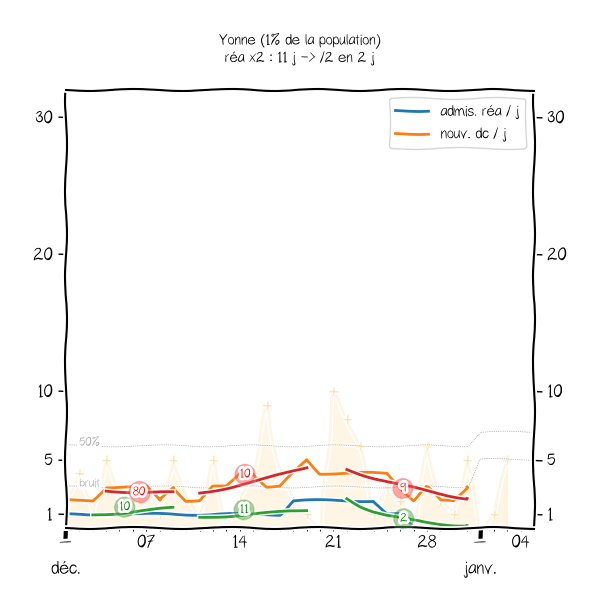 Yonne (1% de la population)
réa x2 : 11 j -> /2 en 2 j
admis. réa / j
nouv. dc / j
30 30
20 20
10 10
50%
5 5
bruit
80 10 9
10 11 2
1 1
07 14 21 28 04
déc. janv.